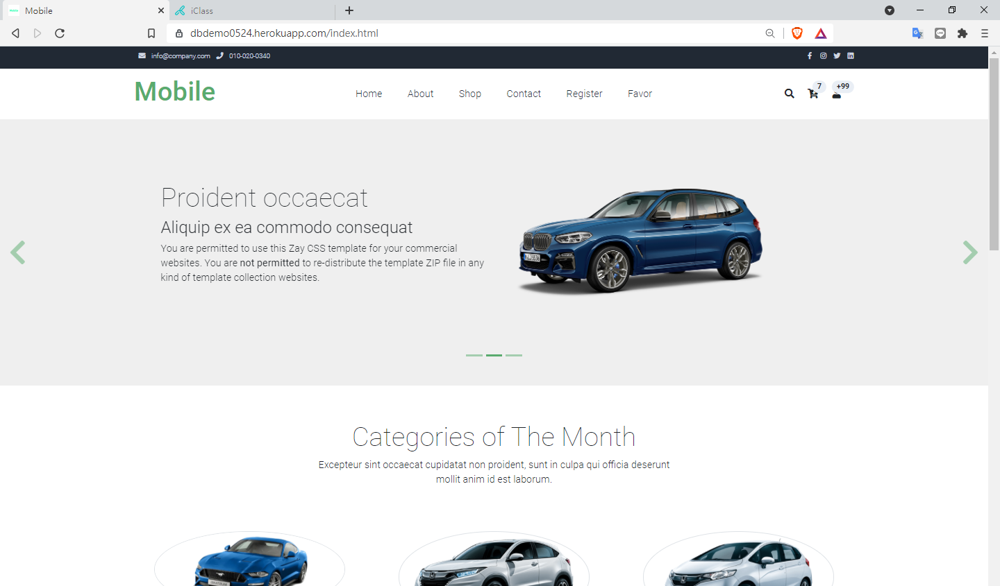 Mobile
iClass
dbdemo0524.herokuapp.com/index.html
info@company.com 010-020-0340
Mobile
Home About Shop Contact Register Favor
7 +99
Proident occaecat
Aliquip ex ea commodo consequat
You are permitted to use this Zay CSS template for your commercial
websites. You are not permitted to re-distribute the template ZIP file in any
kind of template collection websites.
Categories of The Month
Excepteur sint occaecat cupidatat non proident, sunt in culpa qui officia deserunt
mollit anim id est laborum.